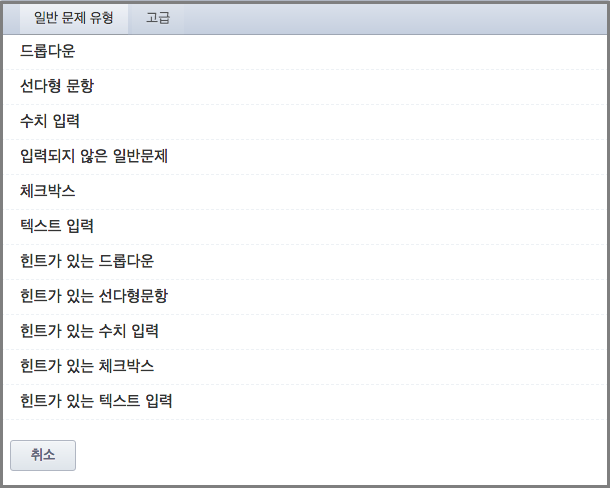 일반 문제 유형 고급
드롭다운
선다형 문항
수치 입력
입력되지 않은 일반문제
체크박스
텍스트 입력
힌트가 있는 드롭다운
힌트가 있는 선다형문항
힌트가 있는 수치 입력
힌트가 있는 체크박스
힌트가 있는 텍스트 입력
취소